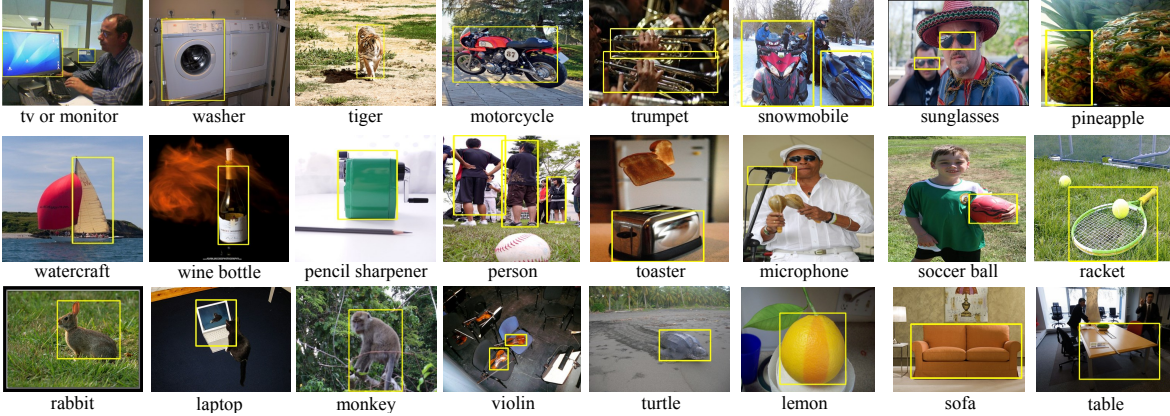 tv or monitor
washer
tiger
motorcycle
trumpet
snowmobile
sunglasses
pineapple
87
watercraft
wine bottle
pencil sharpener
person
toaster
microphone
soccer ball
racket
rabbit
laptop
monkey
violin
turtle
lemon
sofa
table